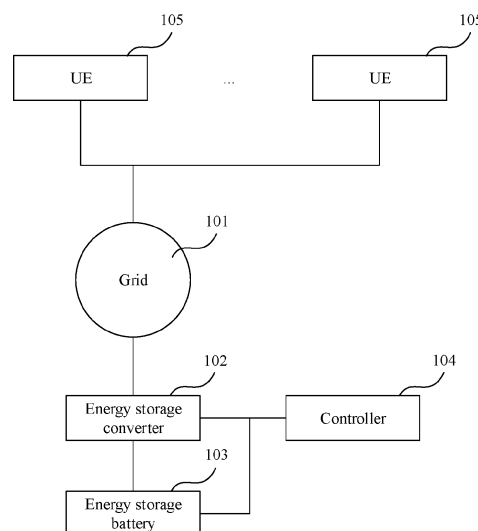 105
105
UE
...
UE
101
Grid
102
104
Energy storage
converter
Controller
103
Energy storage
battery